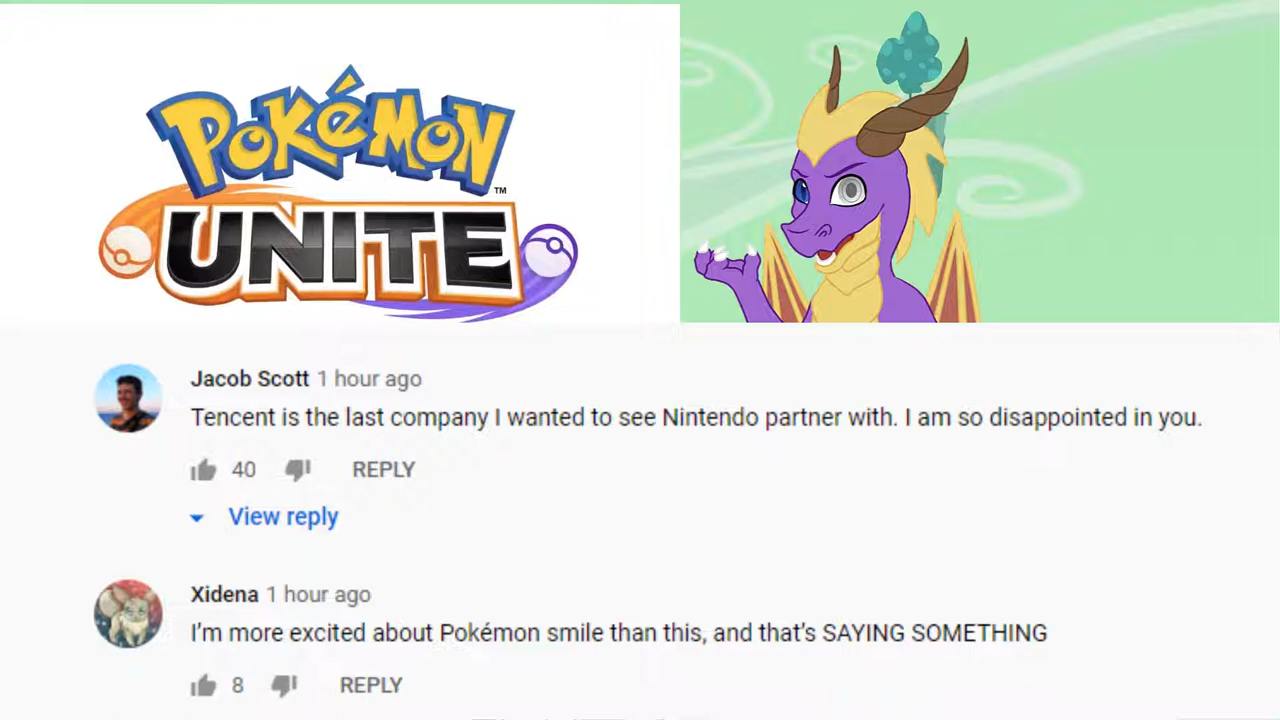 POKéMON
™
UNITE
Jacob Scott 1 hour ago
Tencent is the last company I wanted to see Nintendo partner with. I am so disappointed in you.
40 REPLY
View reply
Xidena 1 hour ago
I’m more excited about Pokémon smile than this, and that’s SAYING SOMETHING
8 REPLY